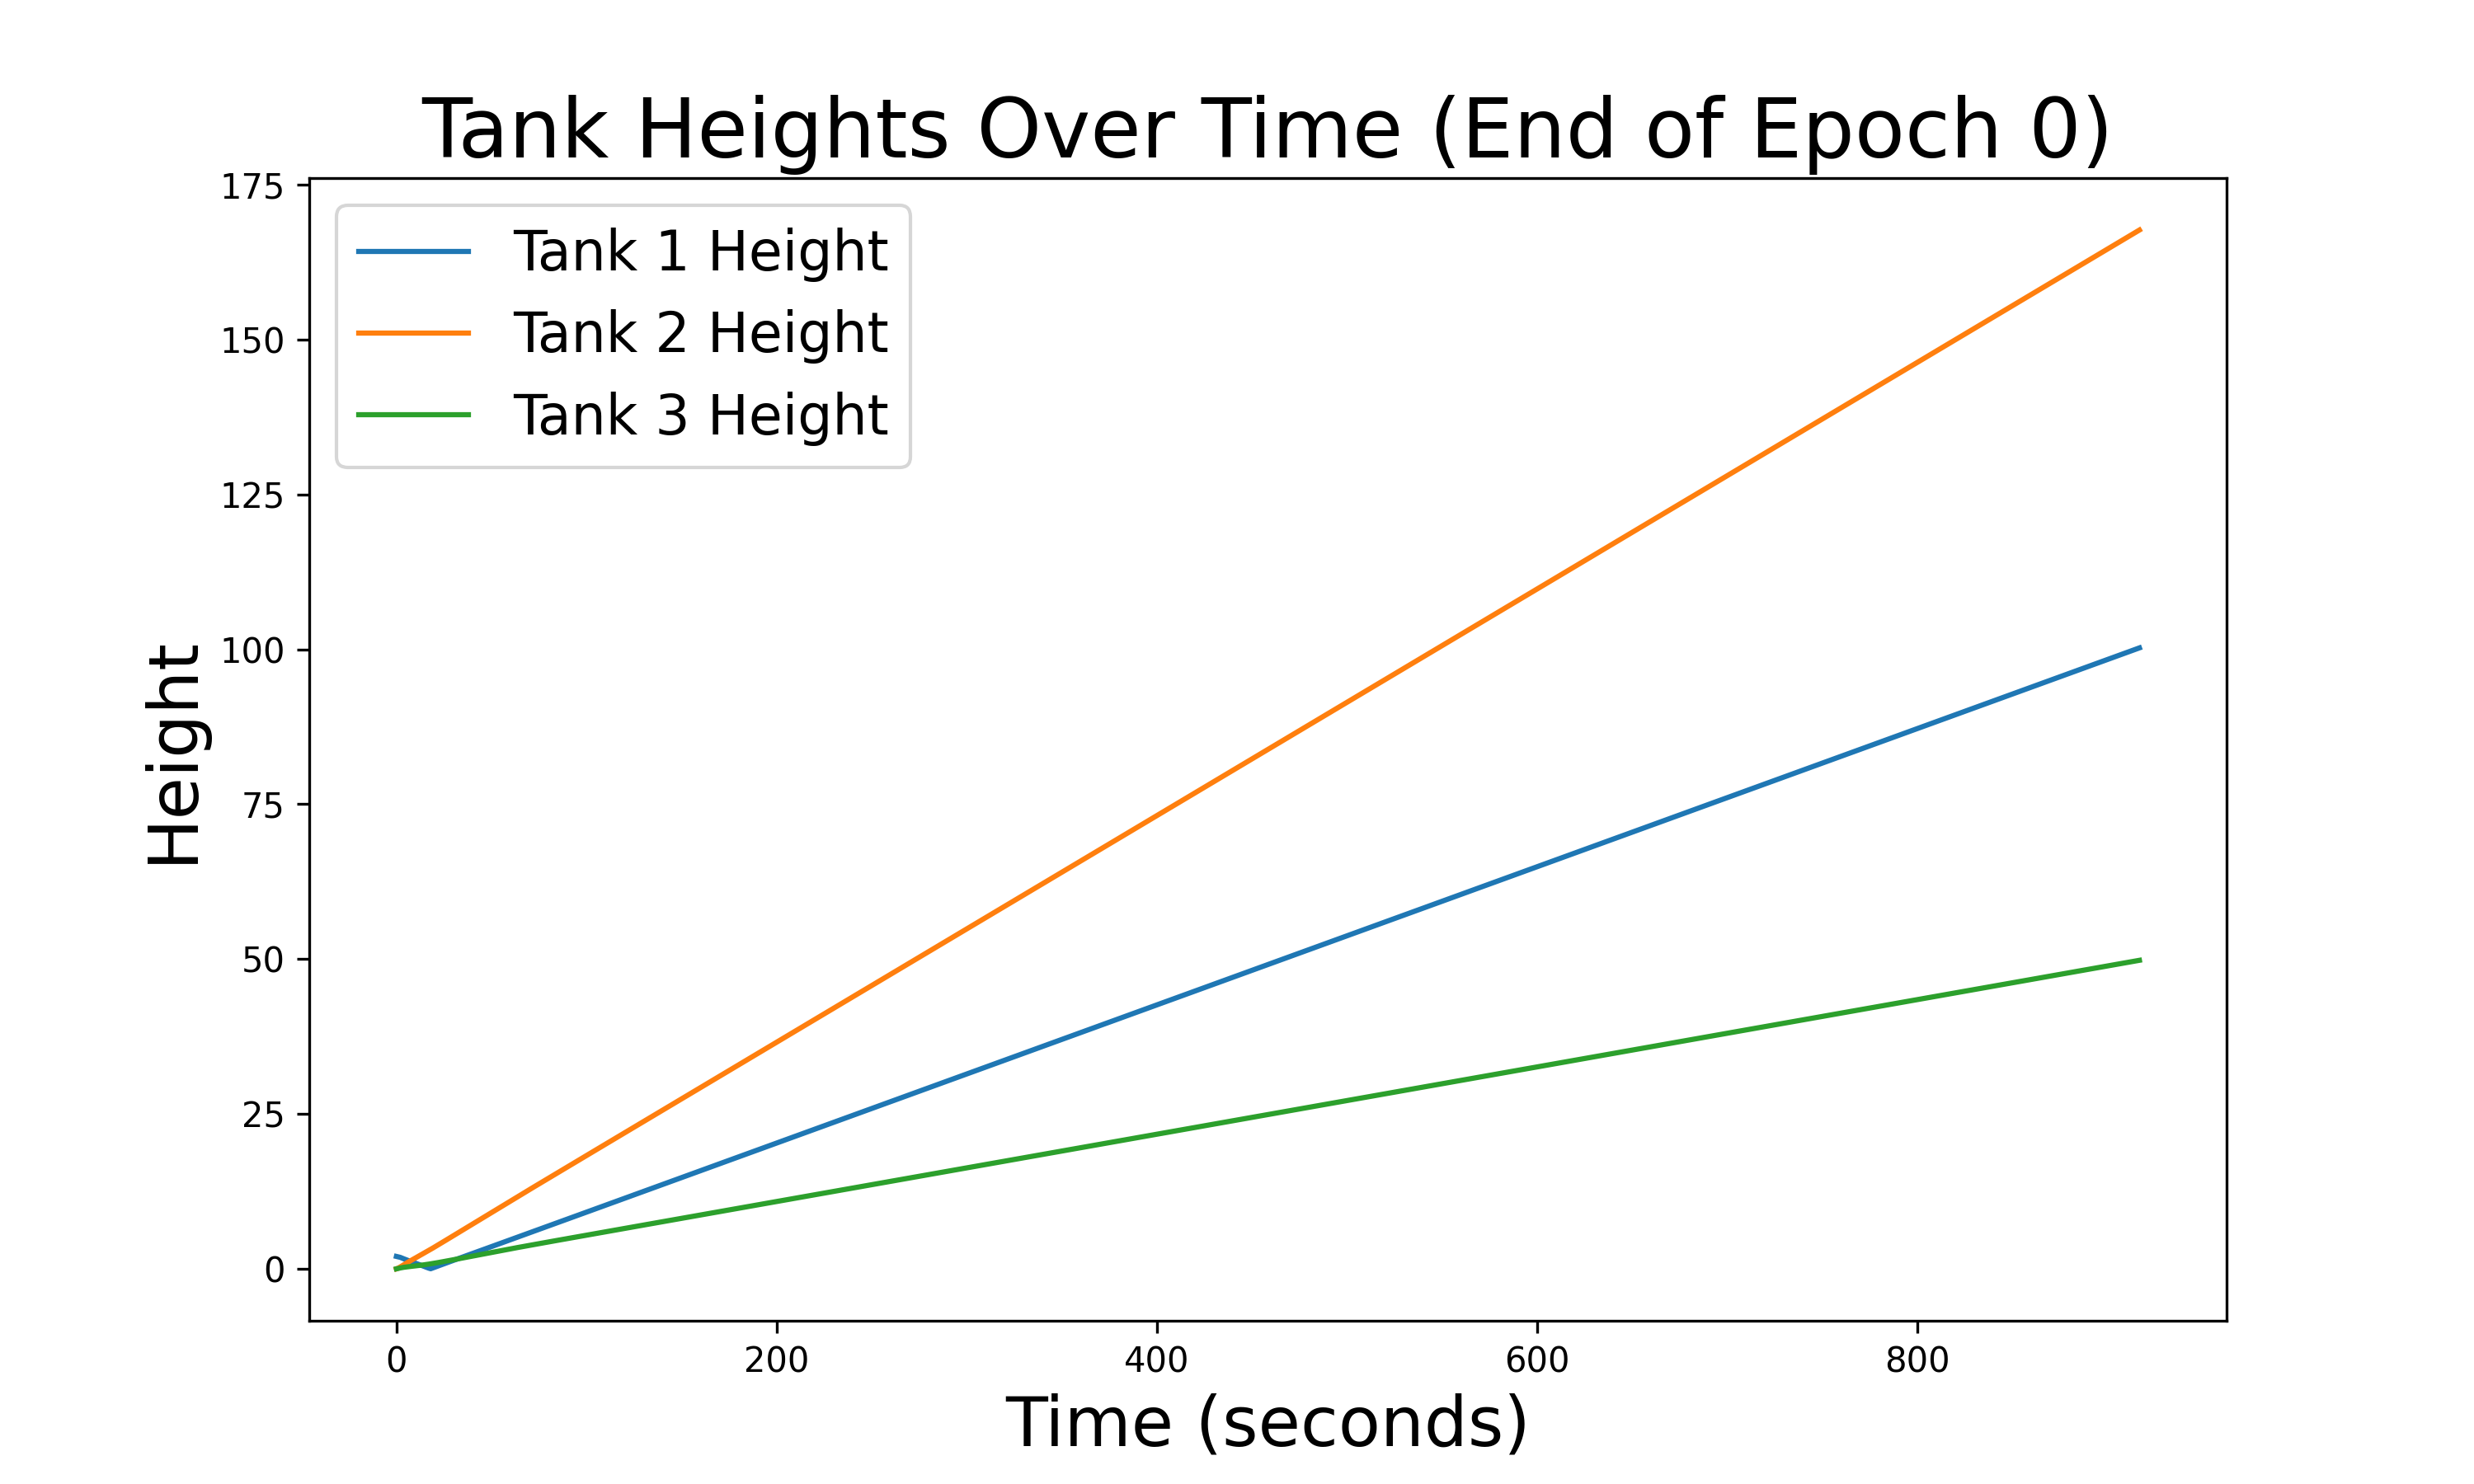 Tank Heights Over Time (End of Epoch 0)
Tank 1 Height
Tank 2 Height
Tank 3 Height
175
150
125
100
75
50
25
0
Height
0 200 400 600 800
Time (seconds)